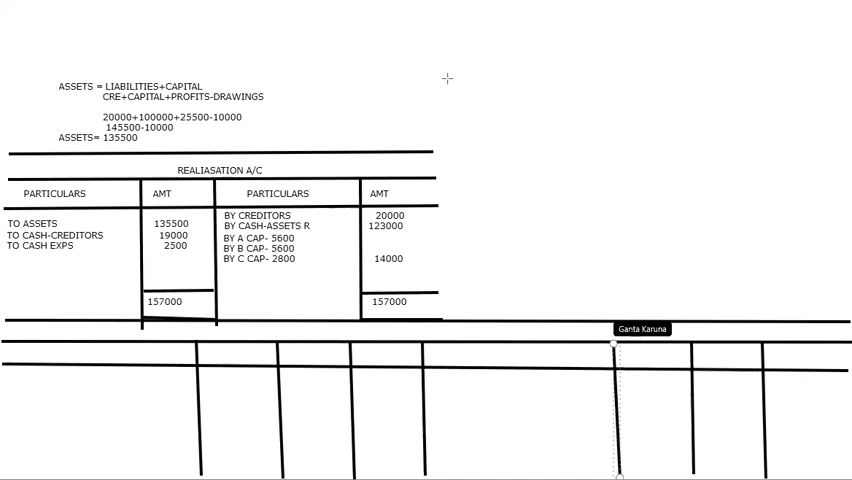 ASSETS = LIABILITIES+CAPITAL
CRE+CAPITAL+PROFITS-DRAWINGS
20000+100000+25500-10000
145500-10000
ASSETS= 135500
REALIASATION A/C
PARTICULARS AMT PARTICULARS AMT
BY CREDITORS 20000
TO ASSETS 135500 BY CASH-ASSETS R 123000
TO CASH-CREDITORS 19000 BY A CAP- 5600
TO CASH EXPS 2500 BY B CAP- 5600
BY C CAP- 2800 14000
157000 157000
Ganta Karuna